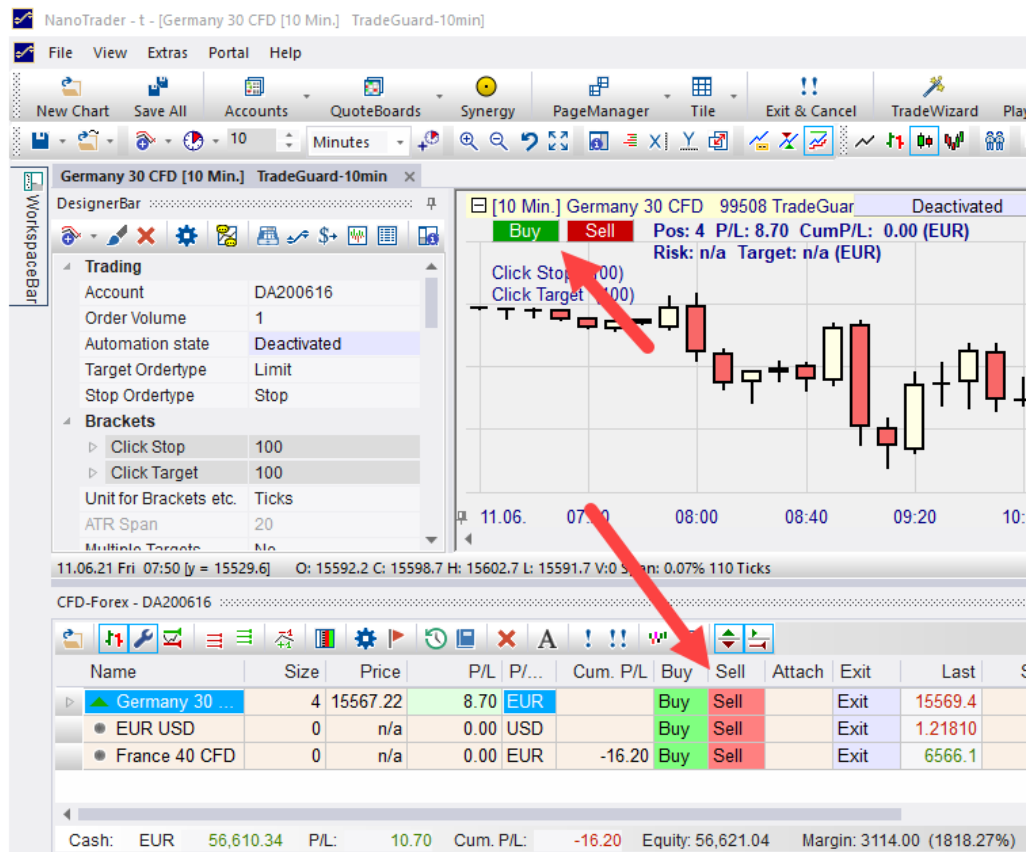 NanoTrader - t - [Germany 30 CFD [10 Min.] TradeGuard-10min]
File View Extras Portal Help
New Chart Save All Accounts QuoteBoards Synergy PageManager Tile Exit & Cancel TradeWizard Play
10 Minutes
Germany 30 CFD [10 Min.] TradeGuard-10min
WorkspaceBar
DesignerBar
Trading
Account DA200616
Order Volume 1
Automation state Deactivated
Target Ordertype Limit
Stop Ordertype Stop
Brackets
Click Stop 100
Click Target 100
Unit for Brackets etc. Ticks
ATR Span 20
Multiple Targets No
[10 Min.] Germany 30 CFD 99508 TradeGuar Deactivated
Buy Sell Pos: 4 P/L: 8.70 CumP/L: 0.00 (EUR)
Risk: n/a Target: n/a (EUR)
Click Stop
Click Target (100)
11.06. 08:00 08:40 09:20 10:
11.06.21 Fri 07:50 [y = 15529.6] O: 15592.2 C: 15598.7 H: 15602.7 L: 15591.7 V:0 0.07% 110 Ticks
CFD-Forex - DA200616
Name Size Price P/L P/... Cum. P/L Buy Sell Attach Exit Last S
Germany 30 ... 4 15567.22 8.70 EUR Buy Sell Exit 15569.4
EUR USD 0 n/a 0.00 USD Buy Sell Exit 1.21810
France 40 CFD 0 n/a 0.00 EUR -16.20 Buy Sell Exit 6566.1
Cash: EUR 56,610.34 P/L: 10.70 Cum. P/L: -16.20 Equity: 56,621.04 Margin: 3114.00 (1818.27%)